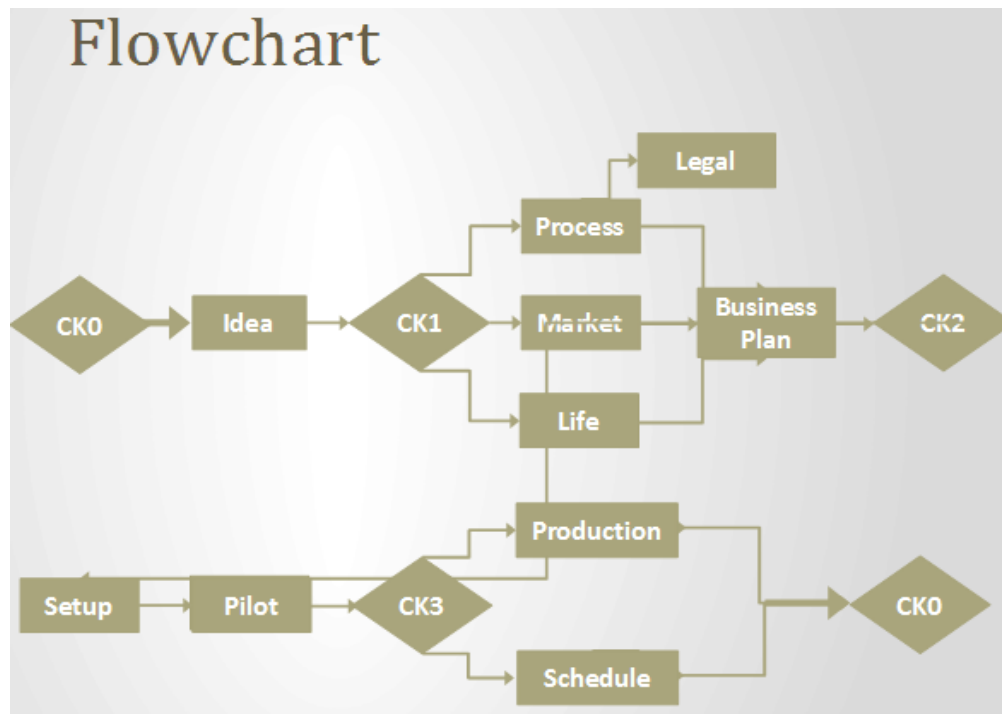 Flowchart
Legal
Process
CK0
Idea
CK1
Market
Business
Plan
CK2
Life
Production
Setup
Pilot
CK3
CK0
Schedule